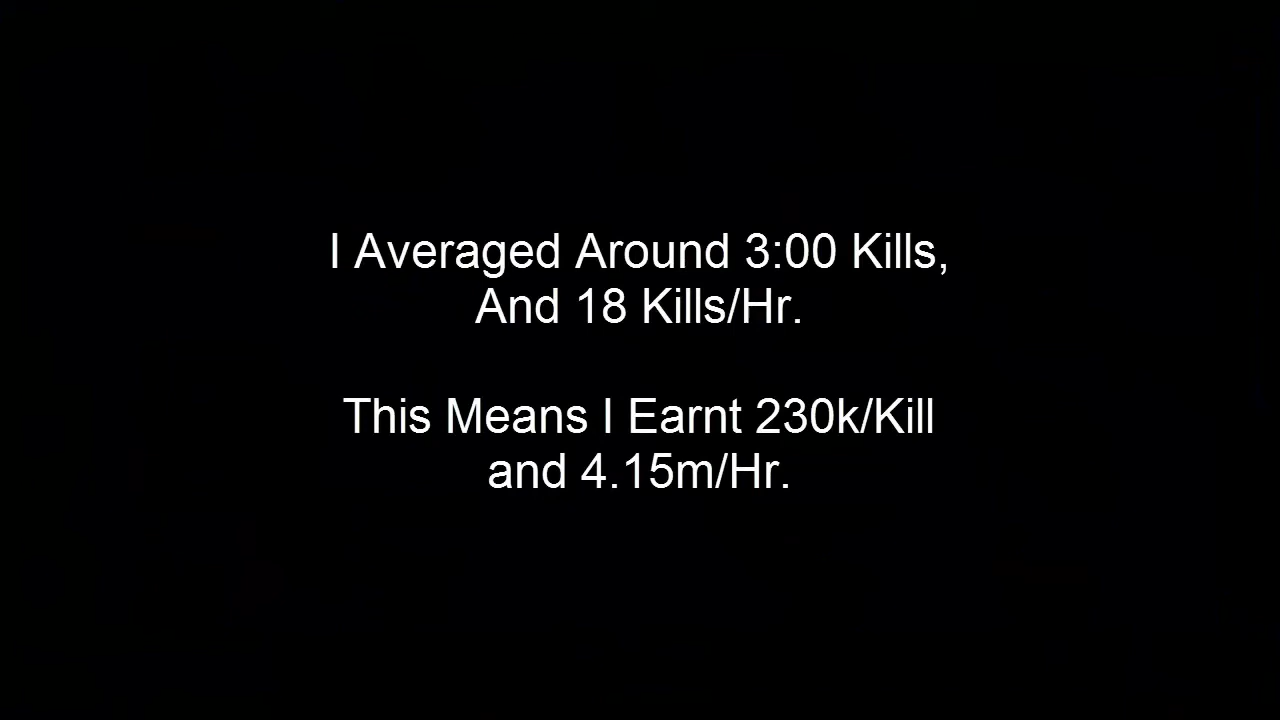 I Averaged Around 3:00 Kills,
And 18 Kills/Hr.
This Means I Earnt 230k/Kill
and 4.15m/Hr.